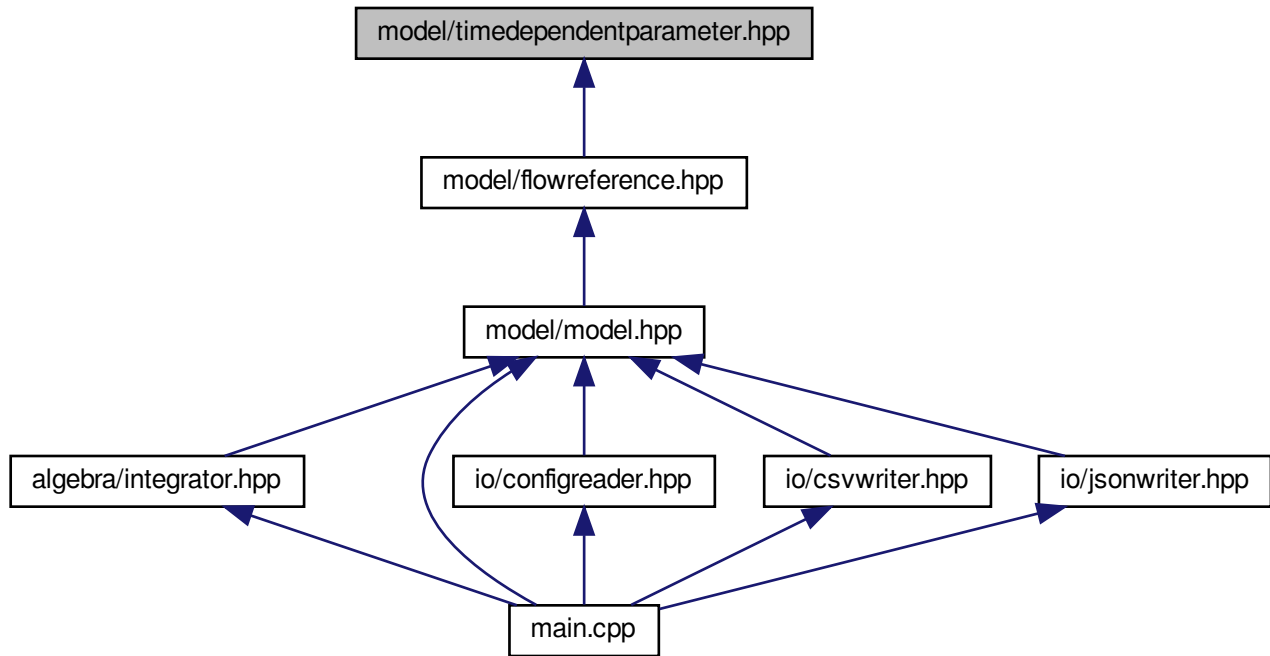 model/timedependentparameter.hpp
model/flowreference.hpp
model/model.hpp
algebra/integrator.hpp
io/configreader.hpp
io/csvwriter.hpp
io/jsonwriter.hpp
main.cpp